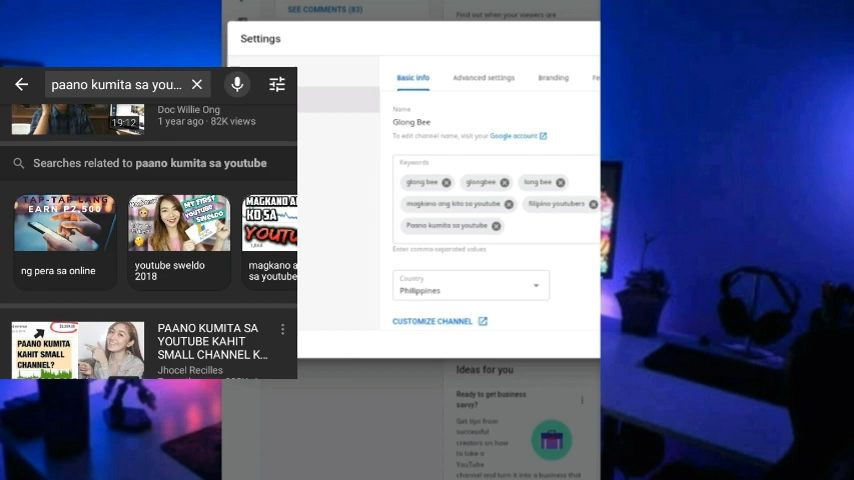 SEE COMMENTS (83)
Find out when your viewers are
Settings
paano kumita sa you...
Doc Willie Ong
1 year ago · 82K views
19:12
Searches related to paano kumita sa youtube
TAP-TAP LANG
EARN ₱2,500
MY FIRST
YOUTUBE
SWELDO
MAGKANO A
KO SA
YOUTU
ng pera sa online
youtube sweldo
2018
magkano an
sa youtube
PAANO KUMITA
KAHIT SMALL
CHANNEL?
PAANO KUMITA SA
YOUTUBE KAHIT
SMALL CHANNEL K...
Jhocel Recilles
Basic info
Advanced settings
Branding
Fe
Name
Glong Bee
To edit channel name, visit your Google account
Keywords
glong bee
glongbee
long bee
magkano ang kita sa youtube
filipino youtubers
Paano kumita sa youtube
Enter comma-separated values
Country
Philippines
CUSTOMIZE CHANNEL
Ideas for you
Ready to get business
savvy?
Get tips from
successful
creators on how
to take a
YouTube
channel and turn it into a business that